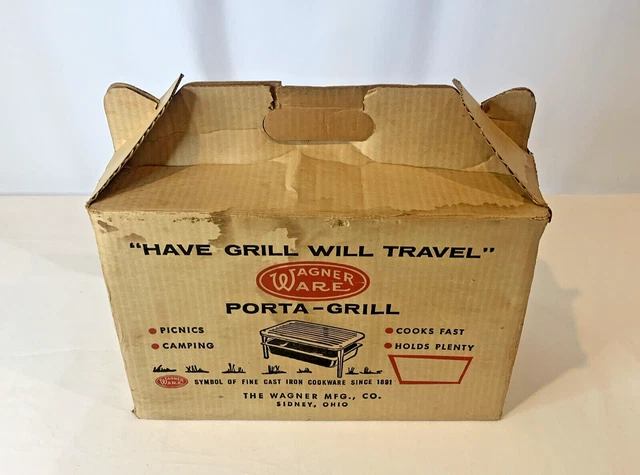 "HAVE GRILL WILL TRAVEL"
WAGNER
WARE
PORTA-GRILL
PICNICS
CAMPING
COOKS FAST
HOLDS PLENTY
WAGNER
WARE
SYMBOL OF FINE CAST IRON COOKWARE SINCE 1891
THE WAGNER MFG., CO.
SIDNEY, OHIO